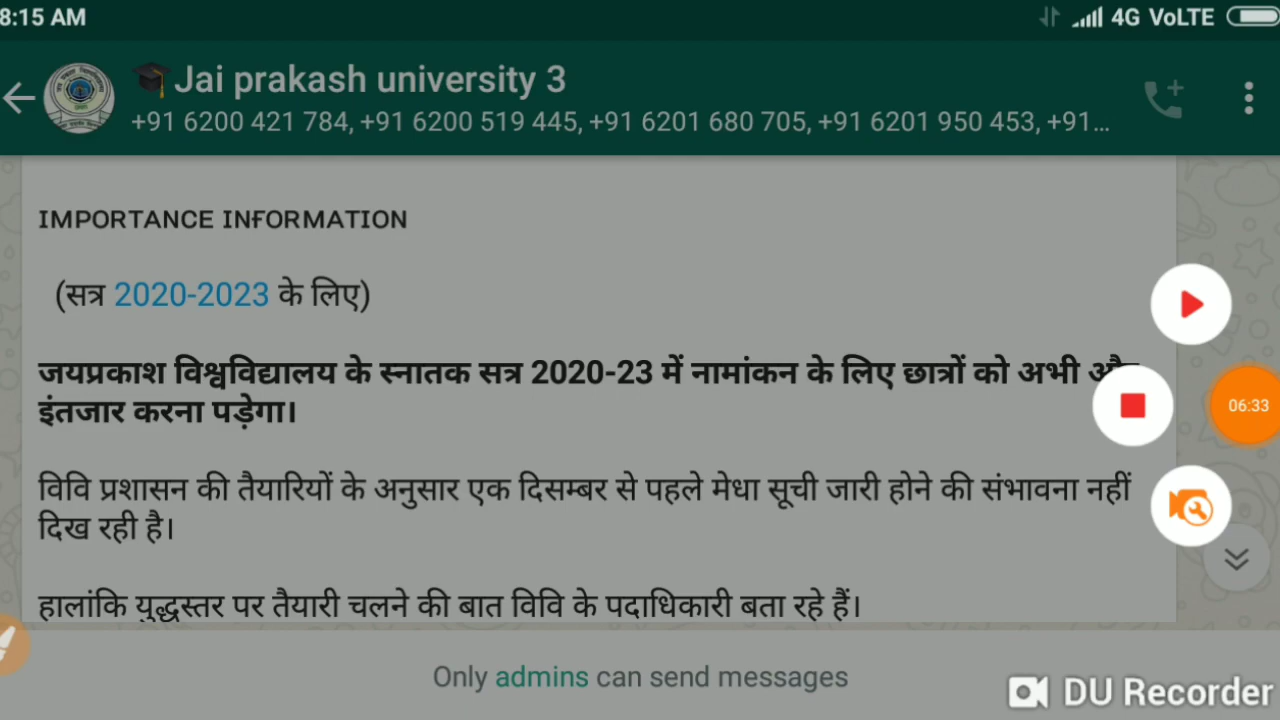 8:15 AM
4G VoLTE
Jai prakash university 3
+91 6200 421 784, +91 6200 519 445, +91 6201 680 705, +91 6201 950 453, +91...
IMPORTANCE INFORMATION
(सत्र 2020-2023 के लिए)
जयप्रकाश विश्वविद्यालय के स्नातक सत्र 2020-23 में नामांकन के लिए छात्रों को अभी और
इंतजार करना पड़ेगा।
06:33
विवि प्रशासन की तैयारियों के अनुसार एक दिसम्बर से पहले मेधा सूची जारी होने की संभावना नहीं
दिख रही है।
हालांकि युद्धस्तर पर तैयारी चलने की बात विवि के पदाधिकारी बता रहे हैं।
Only admins can send messages
DU Recorder